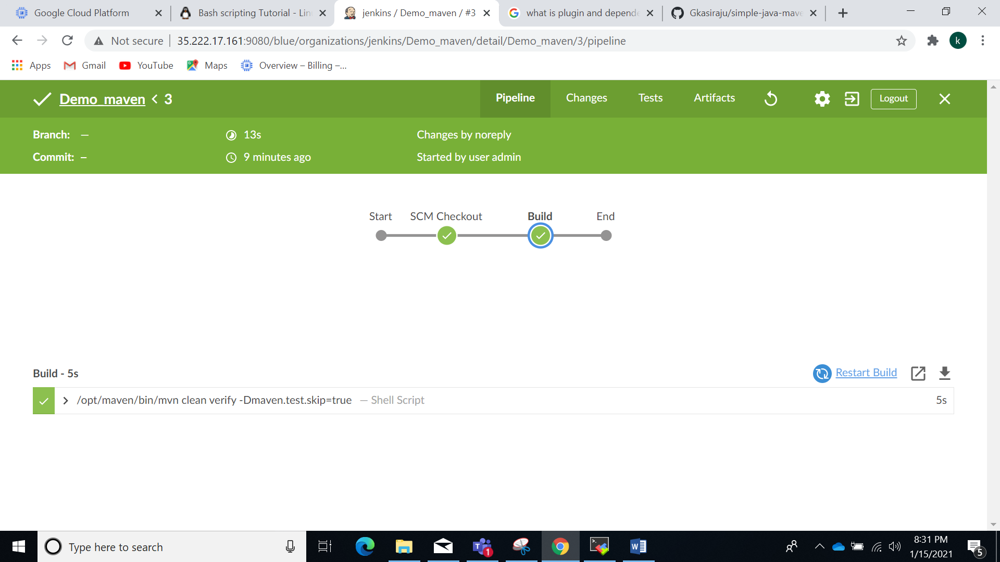 Google Cloud Platform
Bash scripting Tutorial - Lin
jenkins / Demo_maven / #3
what is plugin and depende
Gkasiraju/simple-java-mave
Not secure
35.222.17.161:9080/blue/organizations/jenkins/Demo_maven/detail/Demo_maven/3/pipeline
k
Apps
Gmail
YouTube
Maps
Overview – Billing –...
Demo_maven < 3
Pipeline
Changes
Tests
Artifacts
Logout
Branch: —
13s
Changes by noreply
Commit: –
9 minutes ago
Started by user admin
Start
SCM Checkout
Build
End
Build - 5s
Restart Build
/opt/maven/bin/mvn clean verify -Dmaven.test.skip=true — Shell Script
5s
Type here to search
T
1
W
8:31 PM
1/15/2021
5